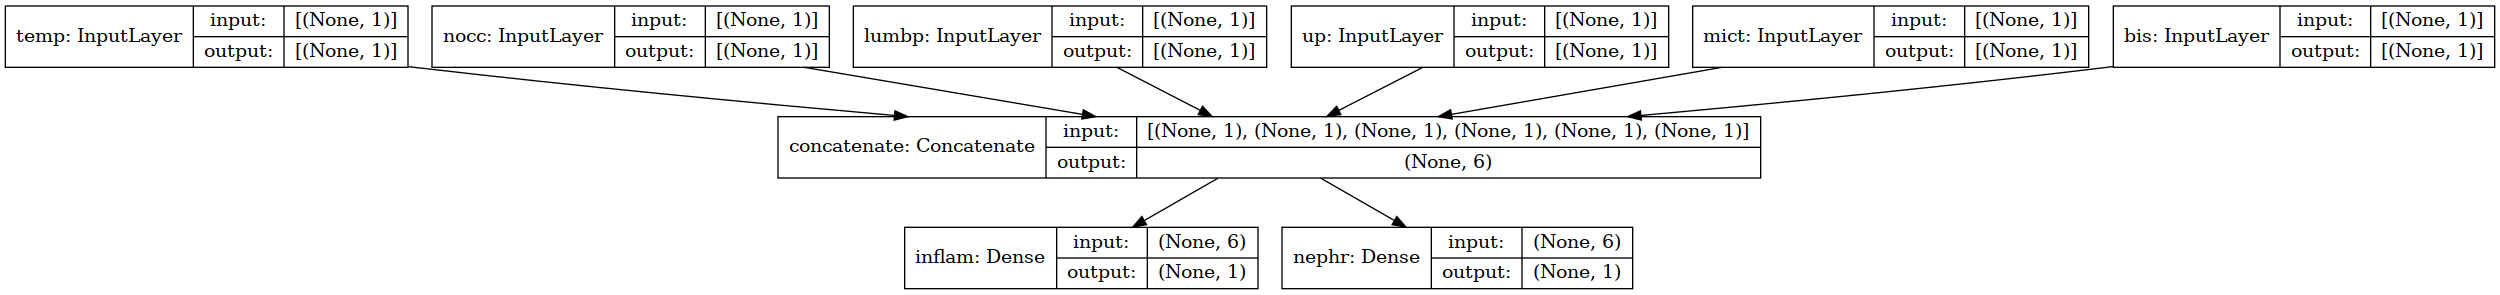 temp: InputLayer
input:
[(None, 1)]
output:
[(None, 1)]
nocc: InputLayer
input:
[(None, 1)]
output:
[(None, 1)]
lumbp: InputLayer
input:
[(None, 1)]
output:
[(None, 1)]
up: InputLayer
input:
[(None, 1)]
output:
[(None, 1)]
mict: InputLayer
input:
[(None, 1)]
output:
[(None, 1)]
bis: InputLayer
input:
[(None, 1)]
output:
[(None, 1)]
concatenate: Concatenate
input:
[(None, 1), (None, 1), (None, 1), (None, 1), (None, 1), (None, 1)]
output:
(None, 6)
inflam: Dense
input:
(None, 6)
output:
(None, 1)
nephr: Dense
input:
(None, 6)
output:
(None, 1)